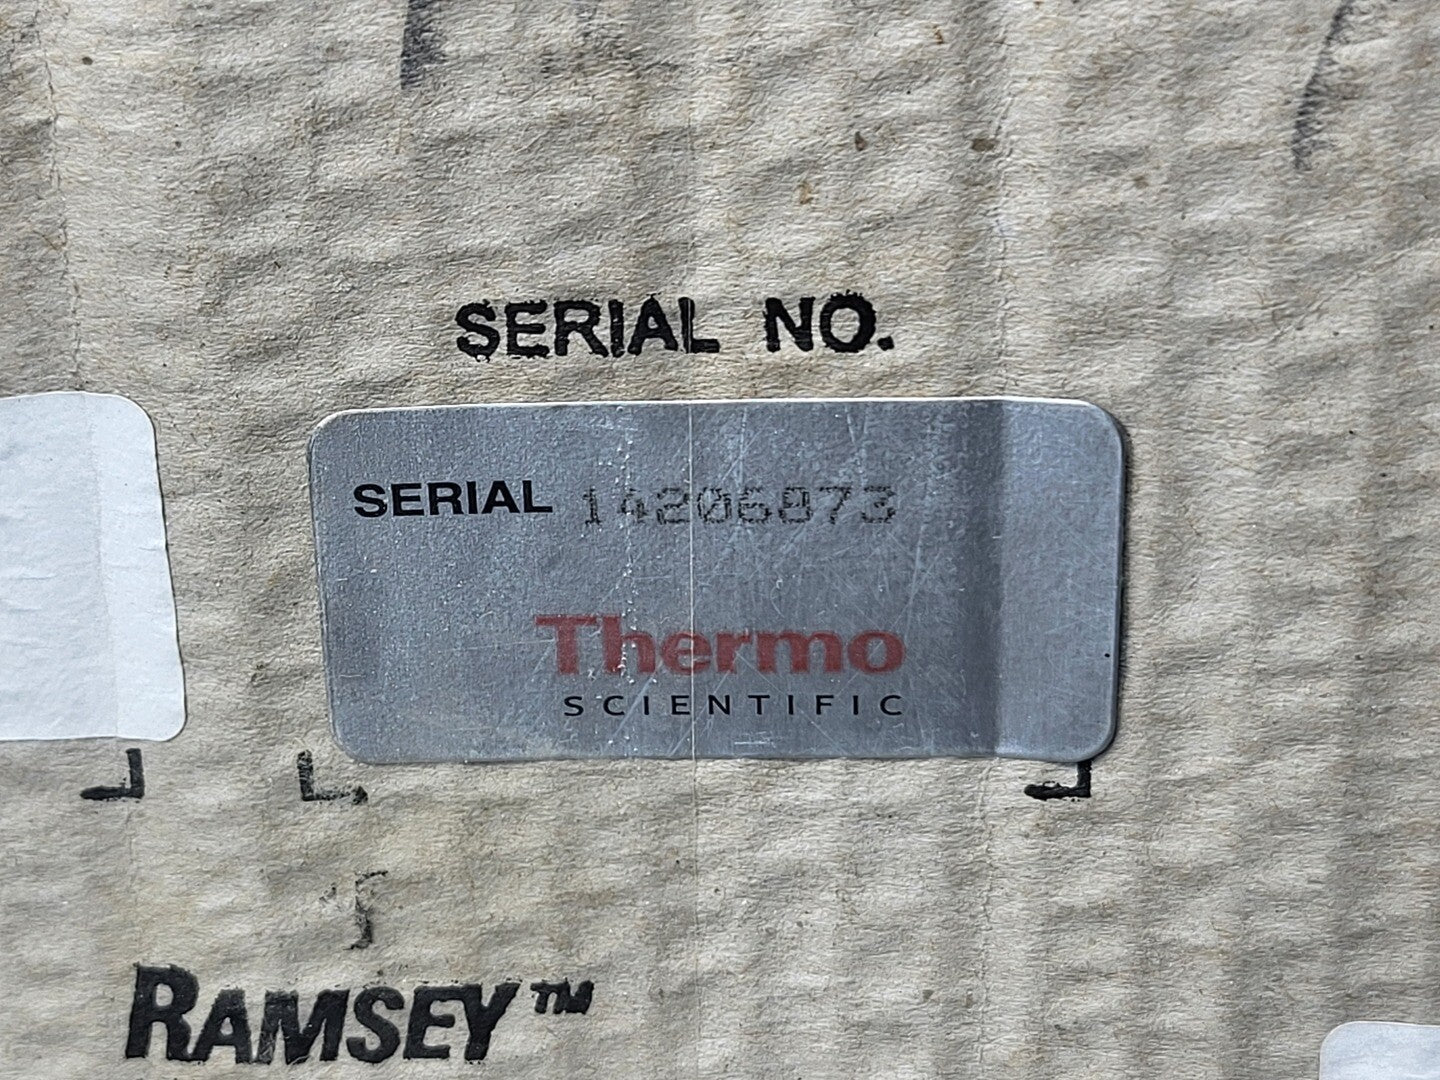 SERIAL NO.
SERIAL 14206873
Thermo
SCIENTIFIC
RAMSEY™